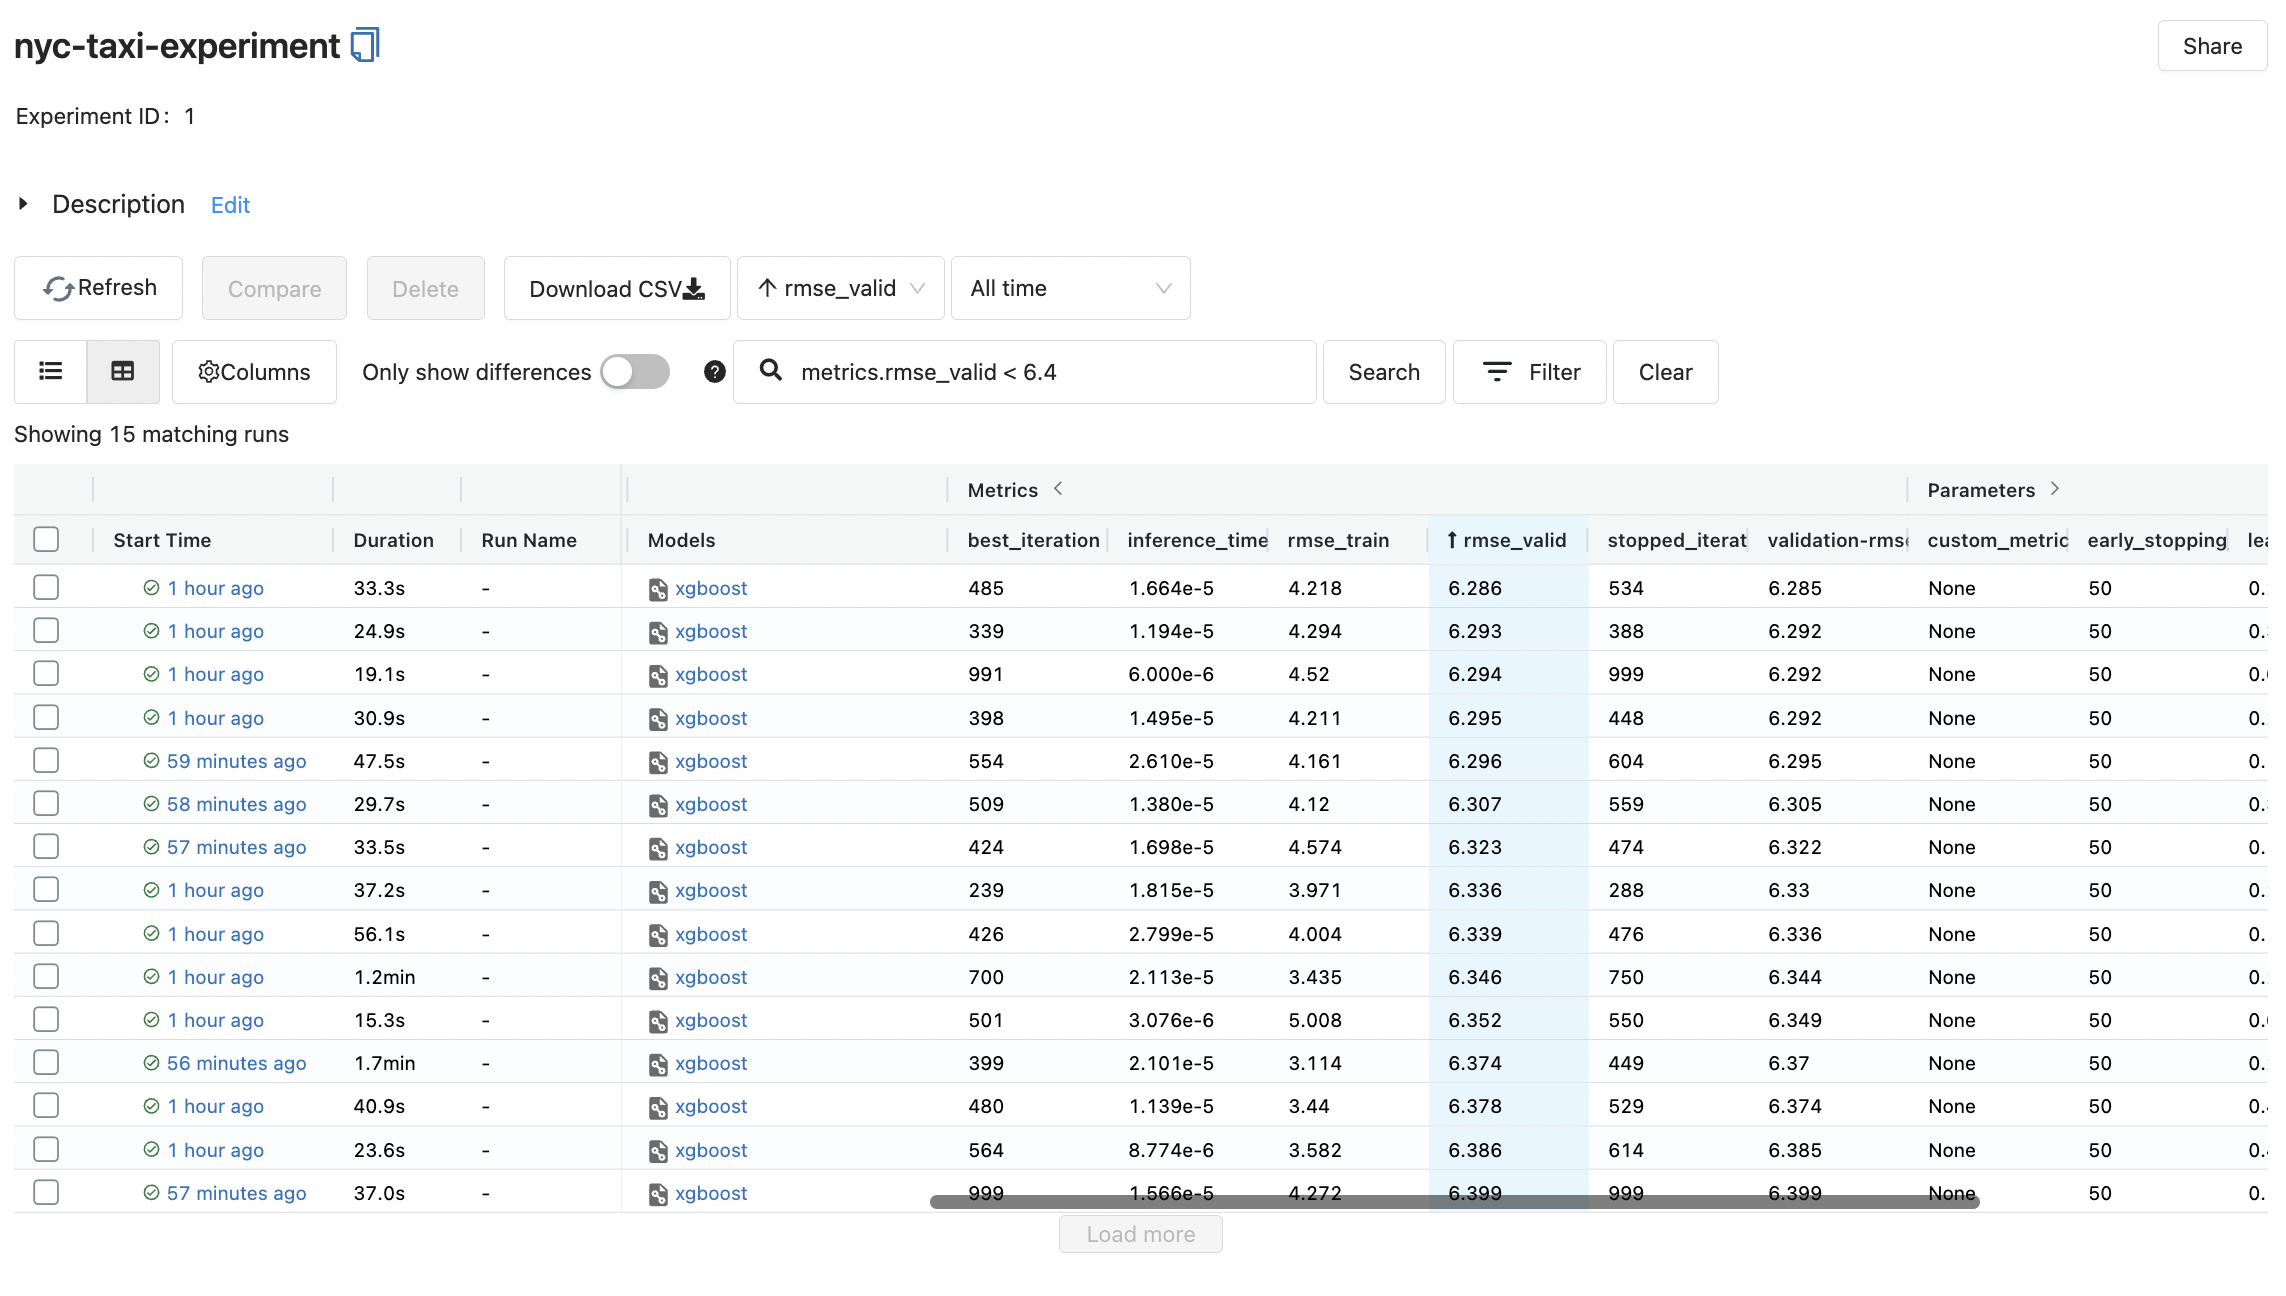 nyc-taxi-experiment
Share
Experiment ID: 1
Description Edit
Refresh Compare Delete Download CSV ↑ rmse_valid All time
Columns Only show differences ? metrics.rmse_valid < 6.4 Search Filter Clear
Showing 15 matching runs
Metrics < Parameters >
Start Time Duration Run Name Models best_iteration inference_time rmse_train ↑ rmse_valid stopped_iterat validation-rms custom_metric early_stopping lea
1 hour ago 33.3s - xgboost 485 1.664e-5 4.218 6.286 534 6.285 None 50 0.
1 hour ago 24.9s - xgboost 339 1.194e-5 4.294 6.293 388 6.292 None 50 0.
1 hour ago 19.1s - xgboost 991 6.000e-6 4.52 6.294 999 6.292 None 50 0.
1 hour ago 30.9s - xgboost 398 1.495e-5 4.211 6.295 448 6.292 None 50 0.
59 minutes ago 47.5s - xgboost 554 2.610e-5 4.161 6.296 604 6.295 None 50 0.
58 minutes ago 29.7s - xgboost 509 1.380e-5 4.12 6.307 559 6.305 None 50 0.
57 minutes ago 33.5s - xgboost 424 1.698e-5 4.574 6.323 474 6.322 None 50 0.
1 hour ago 37.2s - xgboost 239 1.815e-5 3.971 6.336 288 6.33 None 50 0.
1 hour ago 56.1s - xgboost 426 2.799e-5 4.004 6.339 476 6.336 None 50 0.
1 hour ago 1.2min - xgboost 700 2.113e-5 3.435 6.346 750 6.344 None 50 0.
1 hour ago 15.3s - xgboost 501 3.076e-6 5.008 6.352 550 6.349 None 50 0.
56 minutes ago 1.7min - xgboost 399 2.101e-5 3.114 6.374 449 6.37 None 50 0.
1 hour ago 40.9s - xgboost 480 1.139e-5 3.44 6.378 529 6.374 None 50 0.
1 hour ago 23.6s - xgboost 564 8.774e-6 3.582 6.386 614 6.385 None 50 0.
57 minutes ago 37.0s - xgboost 999 1.566e-5 4.272 6.399 999 6.399 None 50 0.
Load more